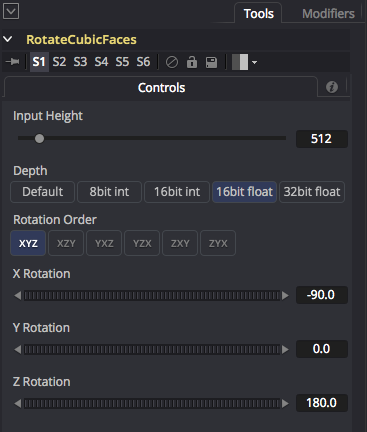 Tools Modifiers
RotateCubicFaces
S1 S2 S3 S4 S5 S6
Controls
Input Height
512
Depth
Default 8bit int 16bit int 16bit float 32bit float
Rotation Order
XYZ XZY YXZ YZX ZXY ZYX
X Rotation
-90.0
Y Rotation
0.0
Z Rotation
180.0